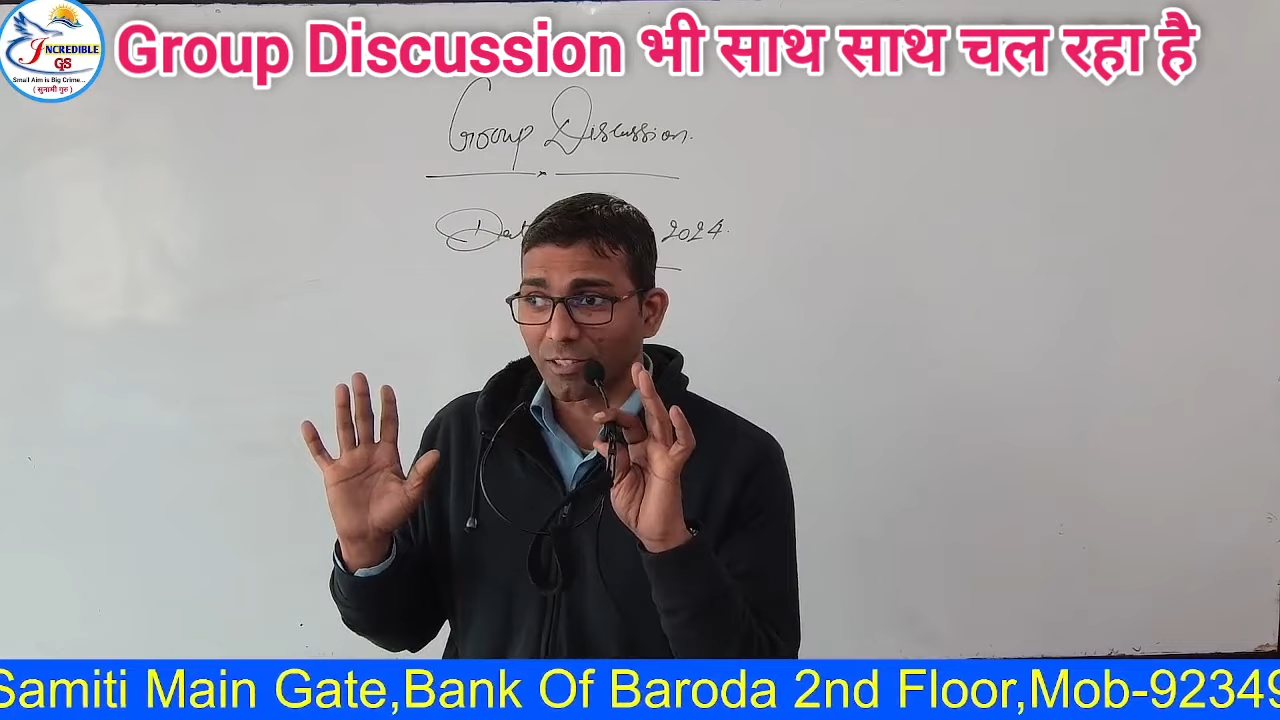 INCREDIBLE
GS
Small Aim is Big Crime...
( सुनामी गुरु )
Group Discussion भी साथ साथ चल रहा है
Group Discussion.
2024.
Samiti Main Gate,Bank Of Baroda 2nd Floor,Mob-92349